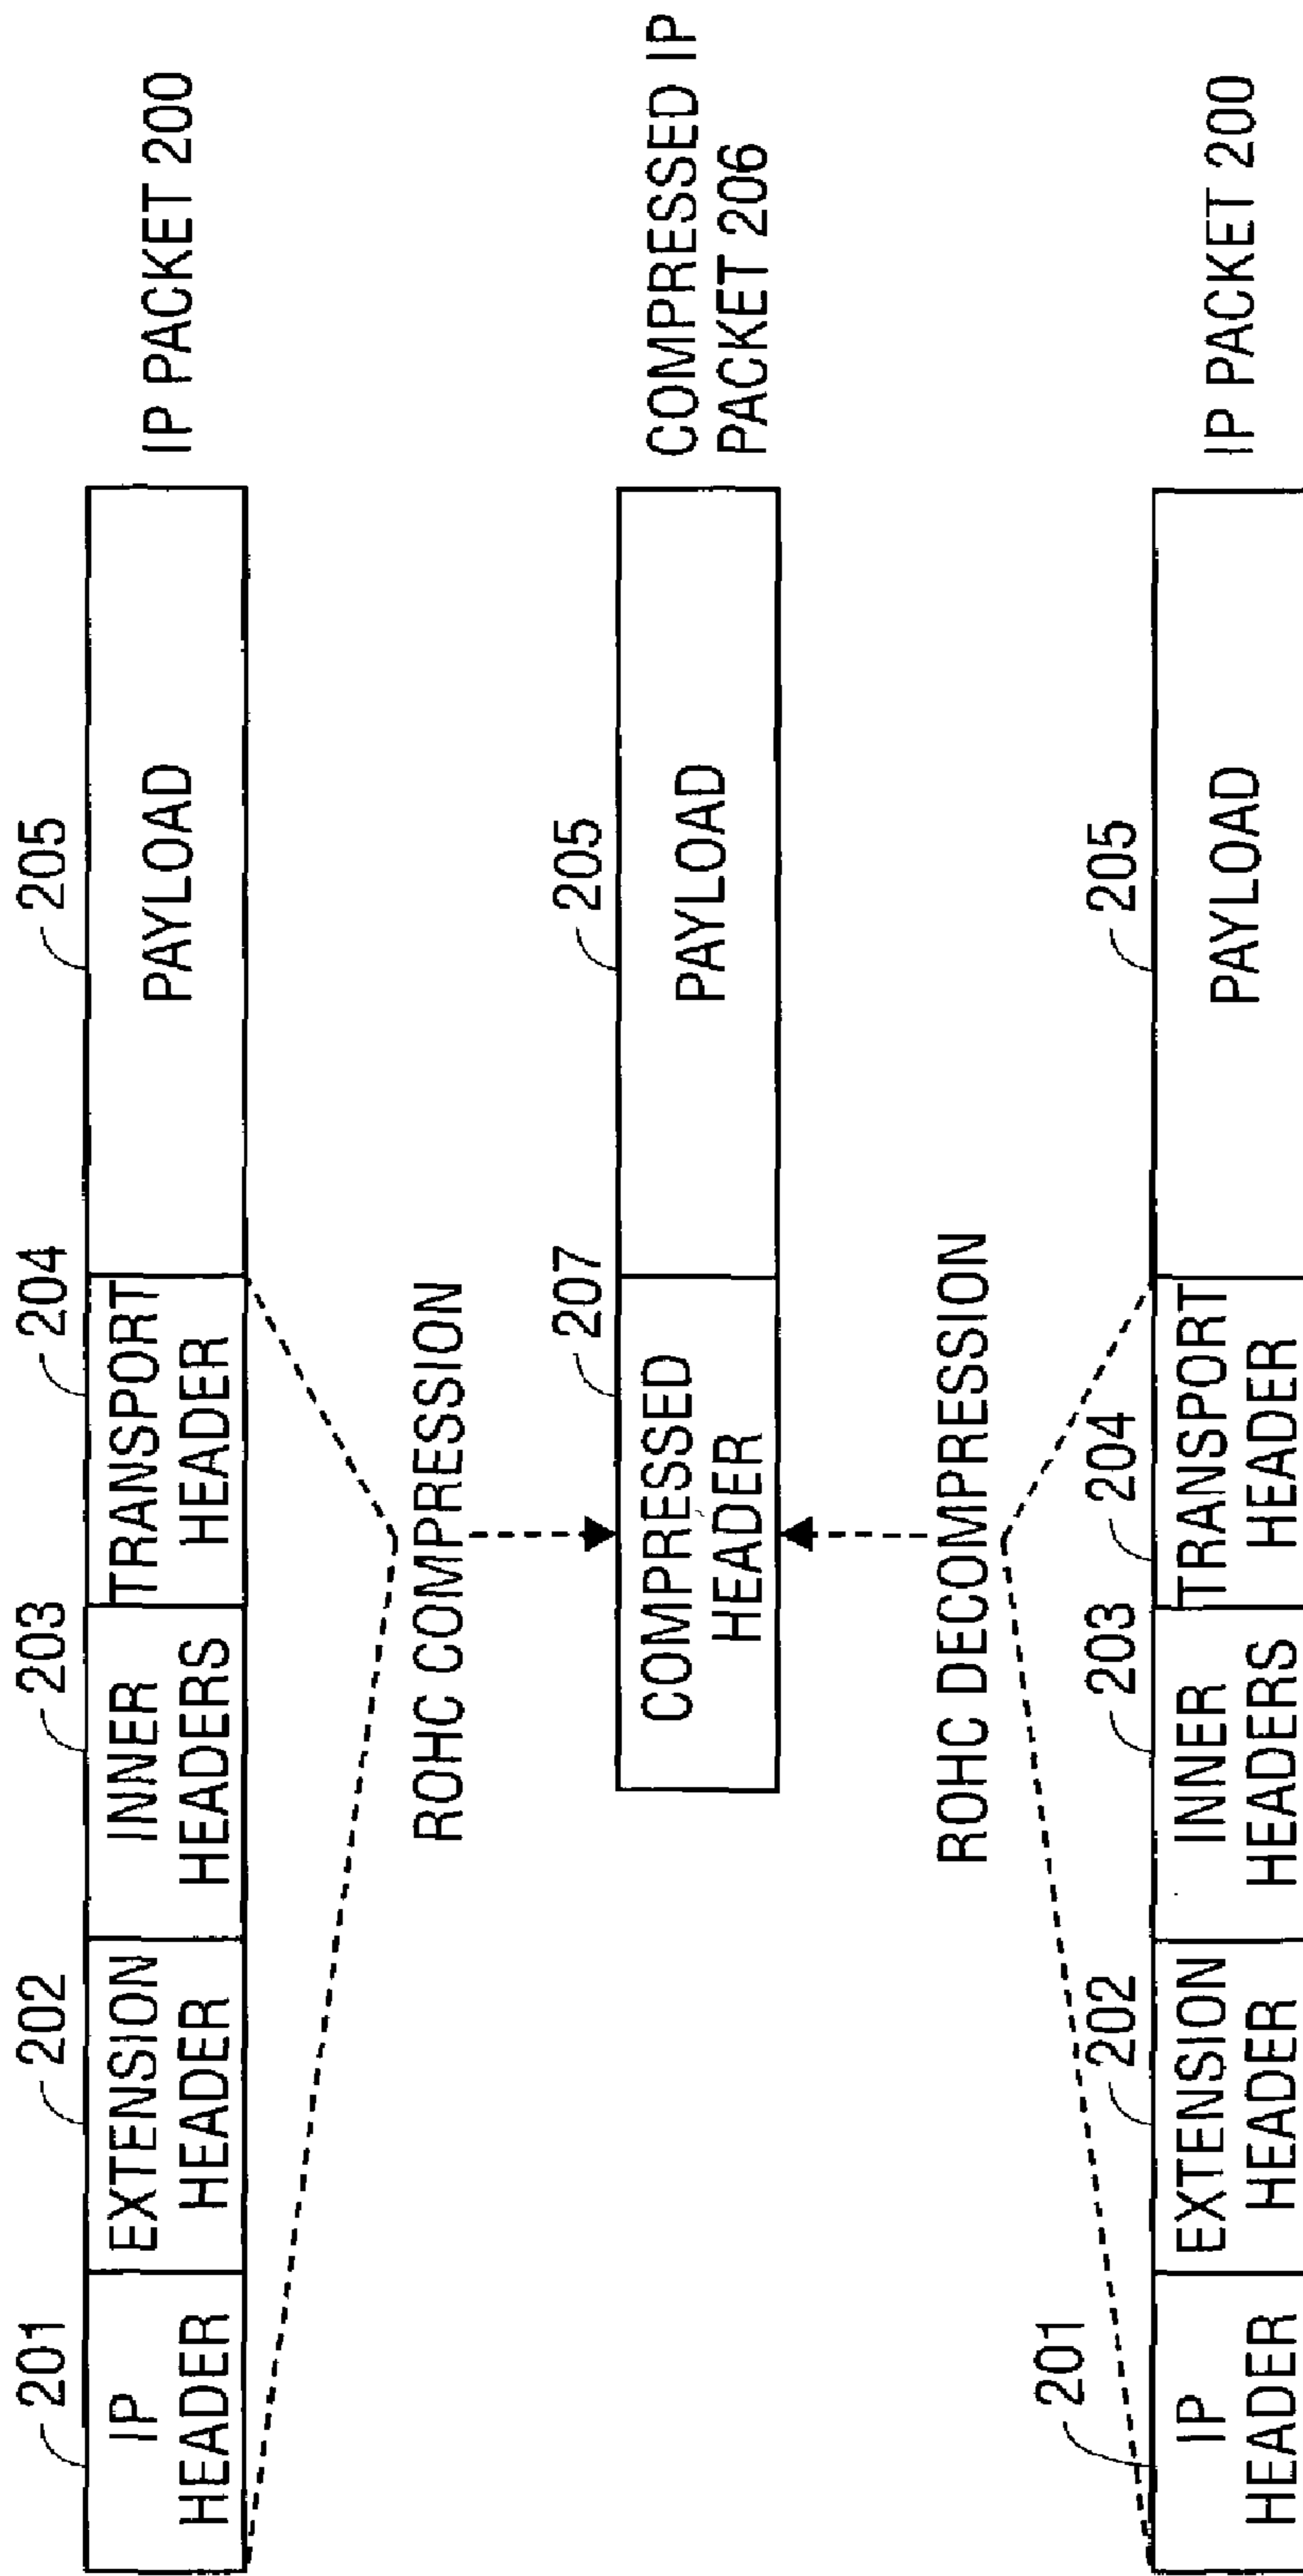 201
202
203
204
205
IP
HEADER
EXTENSION
HEADER
INNER
HEADERS
TRANSPORT
HEADER
PAYLOAD
IP PACKET 200
ROHC COMPRESSION
207
205
COMPRESSED
HEADER
PAYLOAD
COMPRESSED IP
PACKET 206
ROHC DECOMPRESSION
201
202
203
204
205
IP
HEADER
EXTENSION
HEADER
INNER
HEADERS
TRANSPORT
HEADER
PAYLOAD
IP PACKET 200